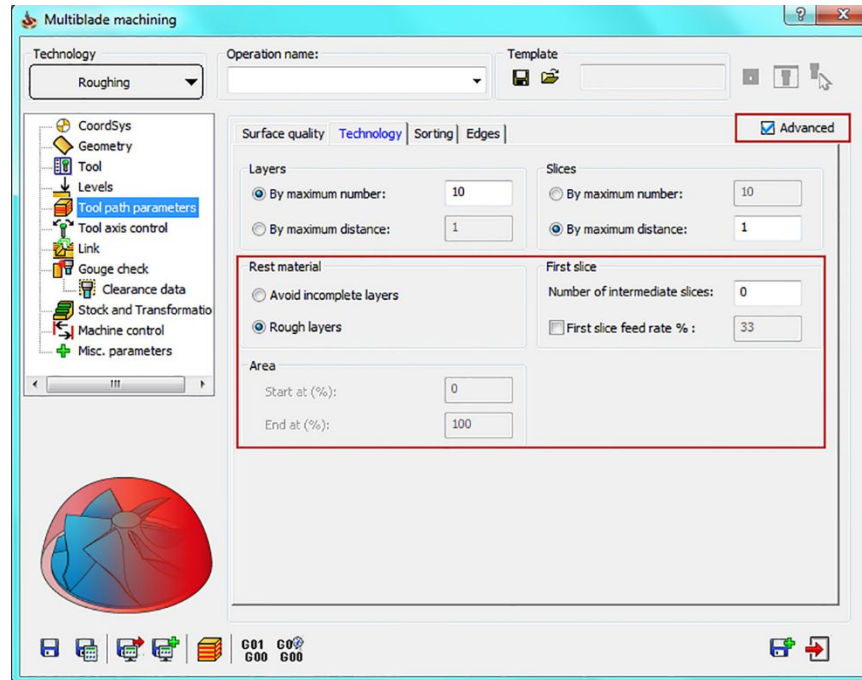 Multiblade machining
Technology
Operation name:
Template
Roughing
CoordSys
Geometry
Tool
Levels
Tool path parameters
Tool axis control
Link
Gouge check
Clearance data
Stock and Transformatio
Machine control
Misc. parameters
Surface quality Technology Sorting Edges
Advanced
Layers
By maximum number: 10
By maximum distance: 1
Slices
By maximum number: 10
By maximum distance: 1
Rest material
Avoid incomplete layers
Rough layers
First slice
Number of intermediate slices: 0
First slice feed rate % : 33
Area
Start at (%): 0
End at (%): 100
G01 G0
G00 G00